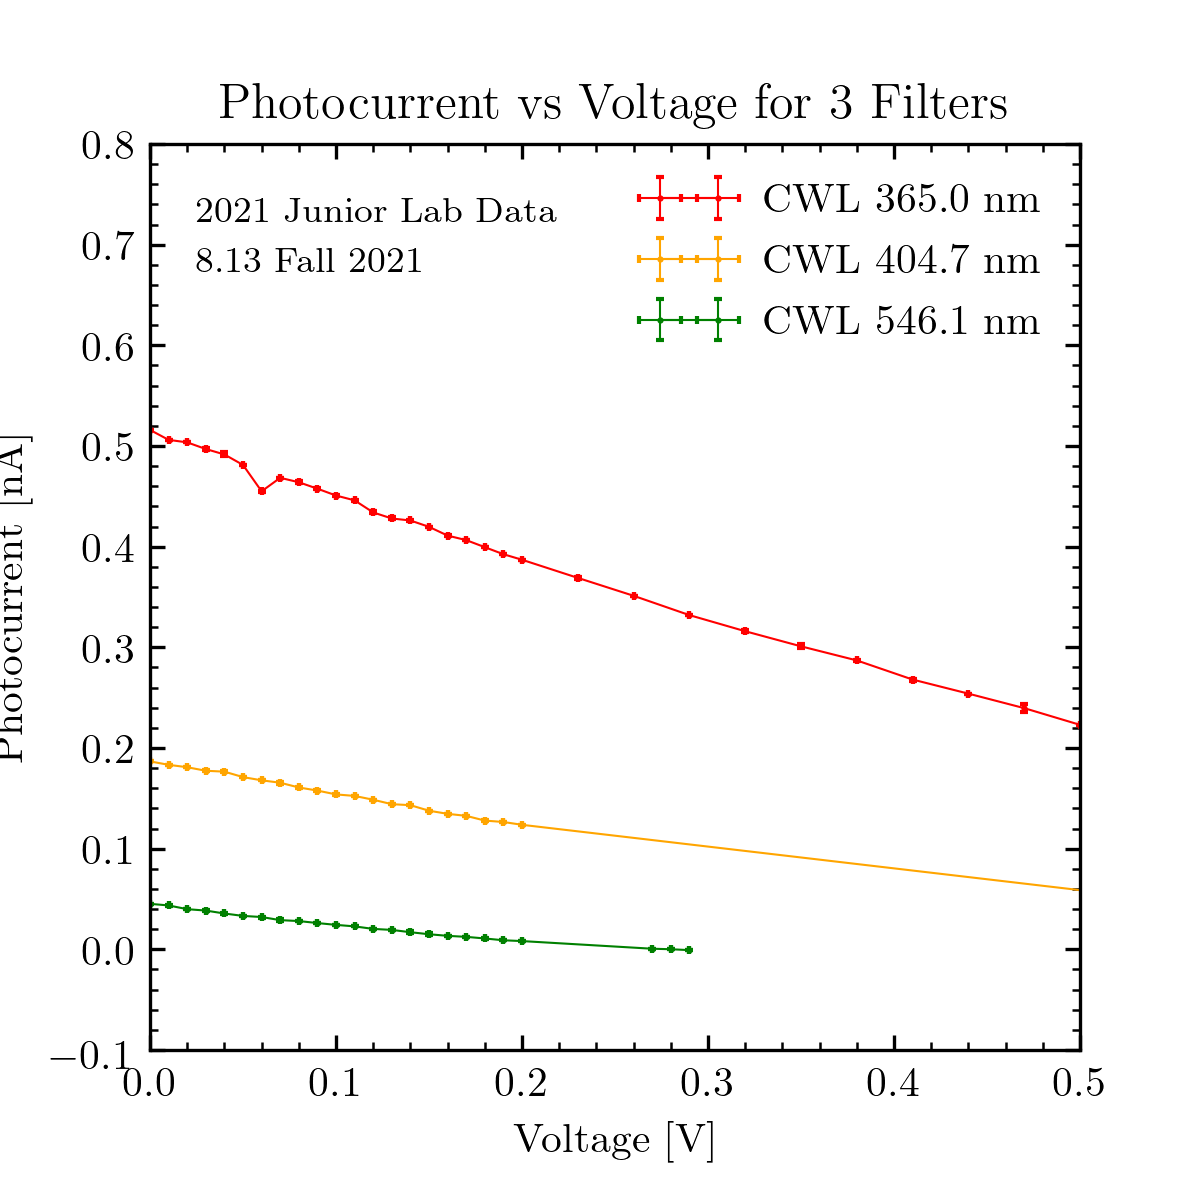 Photocurrent vs Voltage for 3 Filters
0.8
0.7
0.6
0.5
0.4
0.3
0.2
0.1
0.0
−0.1
Photocurrent [nA]
2021 Junior Lab Data
8.13 Fall 2021
CWL 365.0 nm
CWL 404.7 nm
CWL 546.1 nm
0.0 0.1 0.2 0.3 0.4 0.5
Voltage [V]